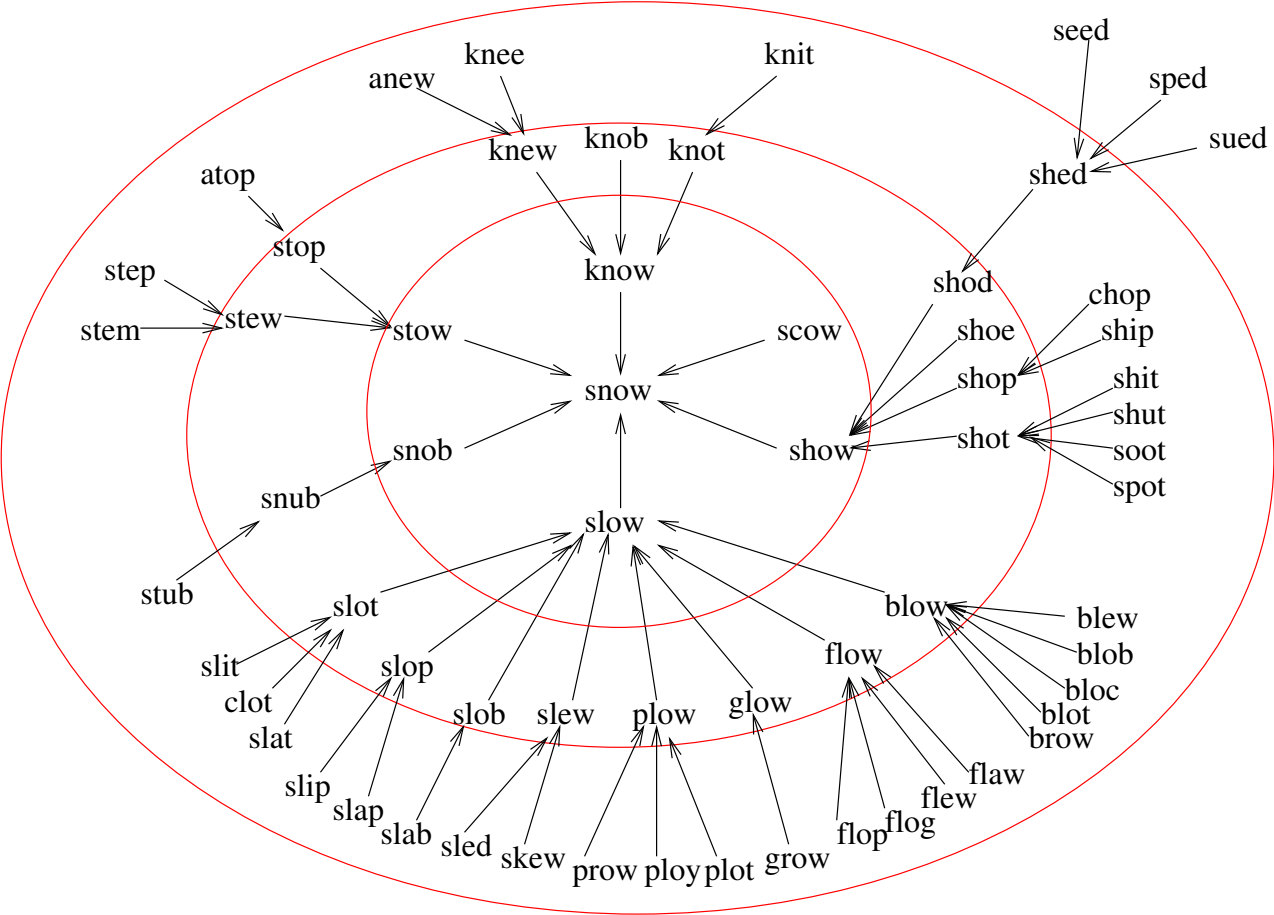 seed
knee
knit
anew
sped
knob
sued
knew
knot
atop
shed
stop
step
know
shod
chop
stem
stew
stow
scow
shoe
ship
shop
shit
snow
shut
snob
show
shot
soot
spot
snub
slow
stub
slot
blow
blew
slit
slop
flow
blob
clot
bloc
slat
slob
slew
plow
glow
blot
brow
slip
flaw
slap
flew
slab
flop
flog
sled
skew
grow
prow
ploy
plot